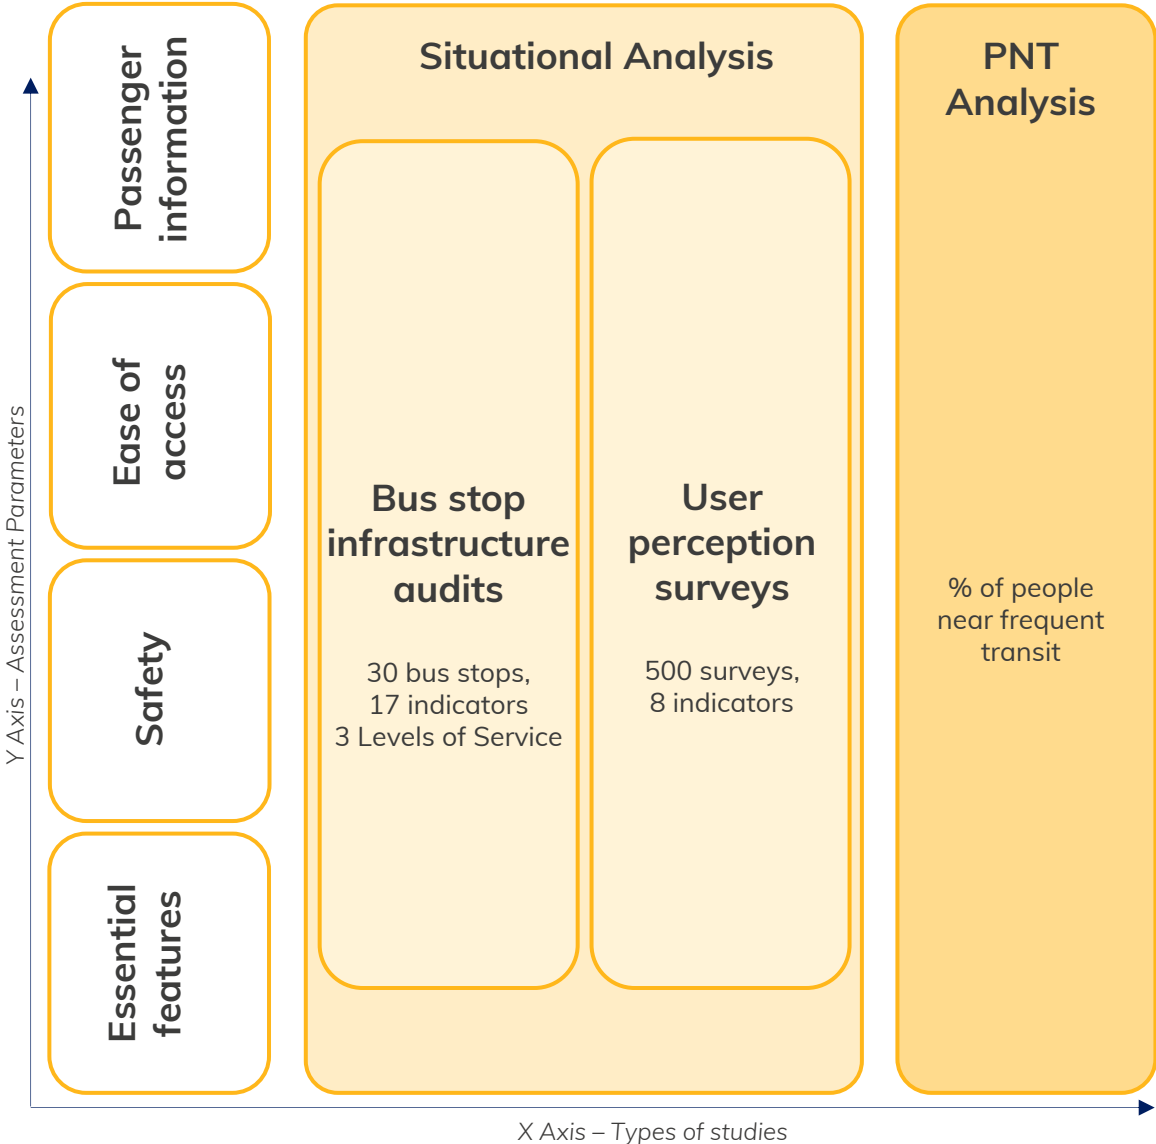 Y Axis – Assessment Parameters
Passenger
information
Ease of
access
Safety
Essential
features
Situational Analysis
Bus stop
infrastructure
audits
30 bus stops,
17 indicators
3 Levels of Service
User
perception
surveys
500 surveys,
8 indicators
PNT
Analysis
% of people
near frequent
transit
X Axis – Types of studies